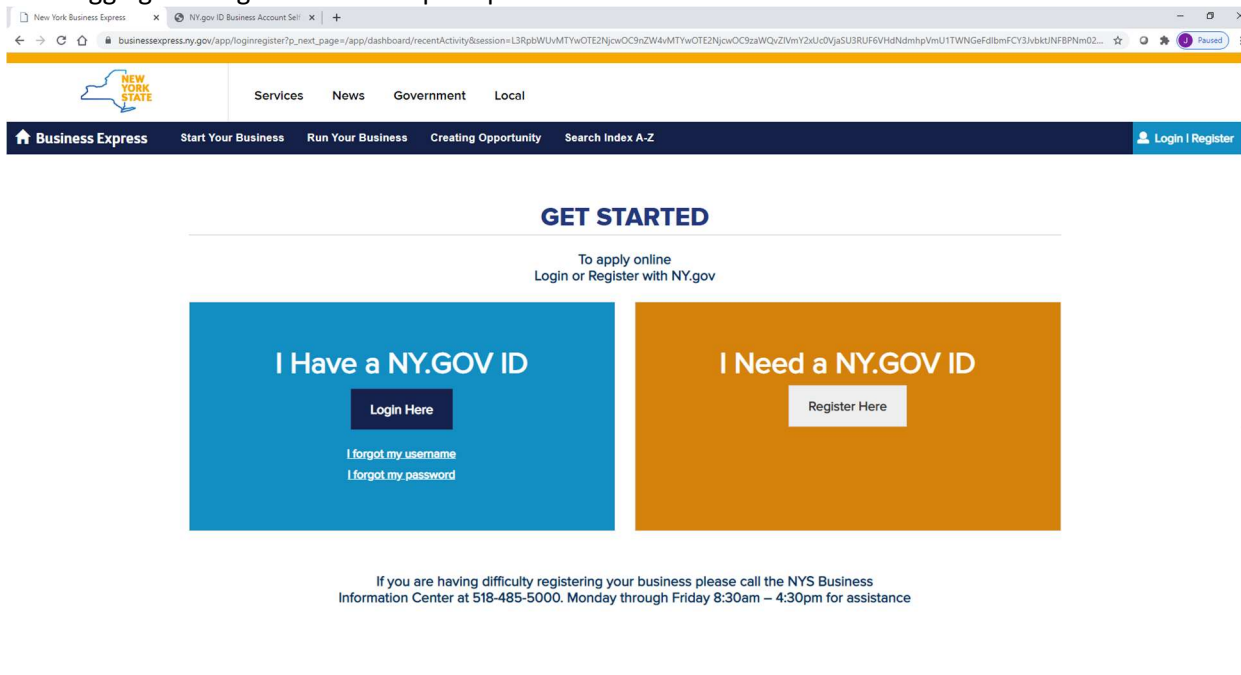 New York Business Express
NY.gov ID Business Account Self
businessexpress.ny.gov/app/loginregister?p_next_page=/app/dashboard/recentActivity&session=
J Paused
NEW
YORK
STATE
Services News Government Local
Business Express Start Your Business Run Your Business Creating Opportunity Search Index A-Z Login | Register
GET STARTED
To apply online
Login or Register with NY.gov
I Have a NY.GOV ID
Login Here
I forgot my username
I forgot my password
I Need a NY.GOV ID
Register Here
If you are having difficulty registering your business please call the NYS Business
Information Center at 518-485-5000. Monday through Friday 8:30am – 4:30pm for assistance